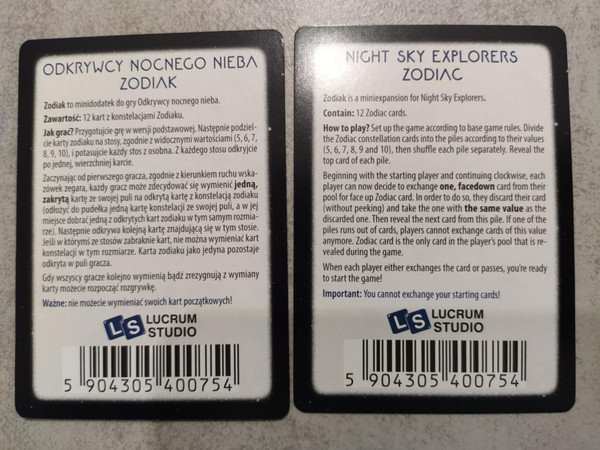 ODKRYWCY NOCNEGO NIEBA
ZODIAK
Zodiak to minidodatek do gry Odkrywcy nocnego nieba.
Zawartość: 12 kart z konstelacjami Zodiaku.
Jak grać? Przygotujcie grę w wersji podstawowej. Następnie podziel-
cie karty zodiaku na stosy, zgodnie z widocznymi wartościami (5, 6, 7,
8, 9, 10), i potasujcie każdy stos z osobna. Z każdego stosu odkryjcie
po jednej, wierzchniej karcie.
Zaczynając od pierwszego gracza, zgodnie z kierunkiem ruchu wska-
zówek zegara, każdy gracz może zdecydować się wymienić jedną,
zakrytą kartę ze swojej puli na odkrytą kartę z konstelacją zodiaku
(odłożyć do pudełka jedną kartę konstelacji ze swojej puli, a w jej
miejsce dobrać jedną z odkrytych kart zodiaku w tym samym rozmia-
rze). Następnie odkrywa kolejną kartę znajdującą się w tym stosie.
Jeśli w którymś ze stosów zabraknie kart, nie można wymieniać kart
konstelacji w tym rozmiarze. Karta zodiaku jako jedyna pozostaje
odkryta w puli gracza.
Gdy wszyscy gracze kolejno wymienią bądź zrezygnują z wymiany
karty możecie rozpocząć rozgrywkę.
Ważne: nie możecie wymieniać swoich kart początkowych!
LS LUCRUM
STUDIO
5 904305 400754
NIGHT SKY EXPLORERS
ZODIAC
Zodiak is a miniexpansion for Night Sky Explorers.
Contain: 12 Zodiac cards.
How to play? Set up the game according to base game rules. Divide
the Zodiac constellation cards into the piles according to their values
(5, 6, 7, 8, 9 and 10), then shuffle each pile separately. Reveal the
top card of each pile.
Beginning with the starting player and continuing clockwise, each
player can now decide to exchange one, facedown card from their
pool for face up Zodiac card. In order to do so, they discard their card
(without peeking) and take the one with the same value as the
discarded one. Then reveal the next card from this pile. If one of the
piles runs out of cards, players cannot exchange cards of this value
anymore. Zodiac card is the only card in the player's pool that is re-
vealed during the game.
When each player either exchanges the card or passes, you're ready
to start the game!
Important: You cannot exchange your starting cards!
LS LUCRUM
STUDIO
5 904305 400754